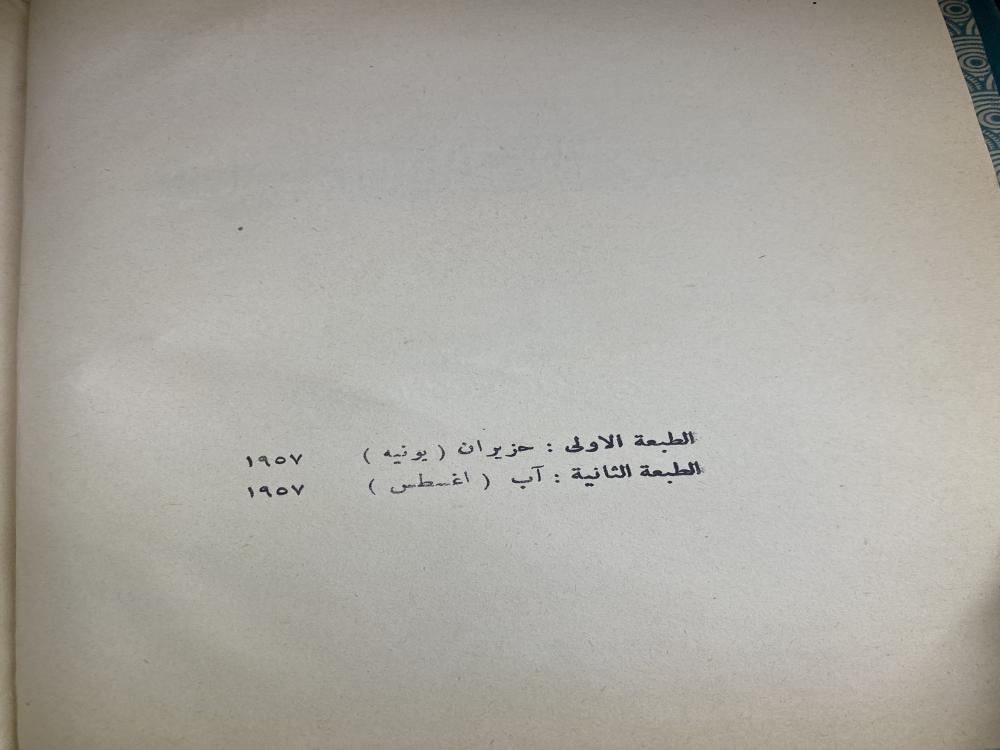 الطبعة الاولى : حزيران ( يونيه ) ١٩٥٧
الطبعة الثانية : آب ( اغسطس ) ١٩٥٧